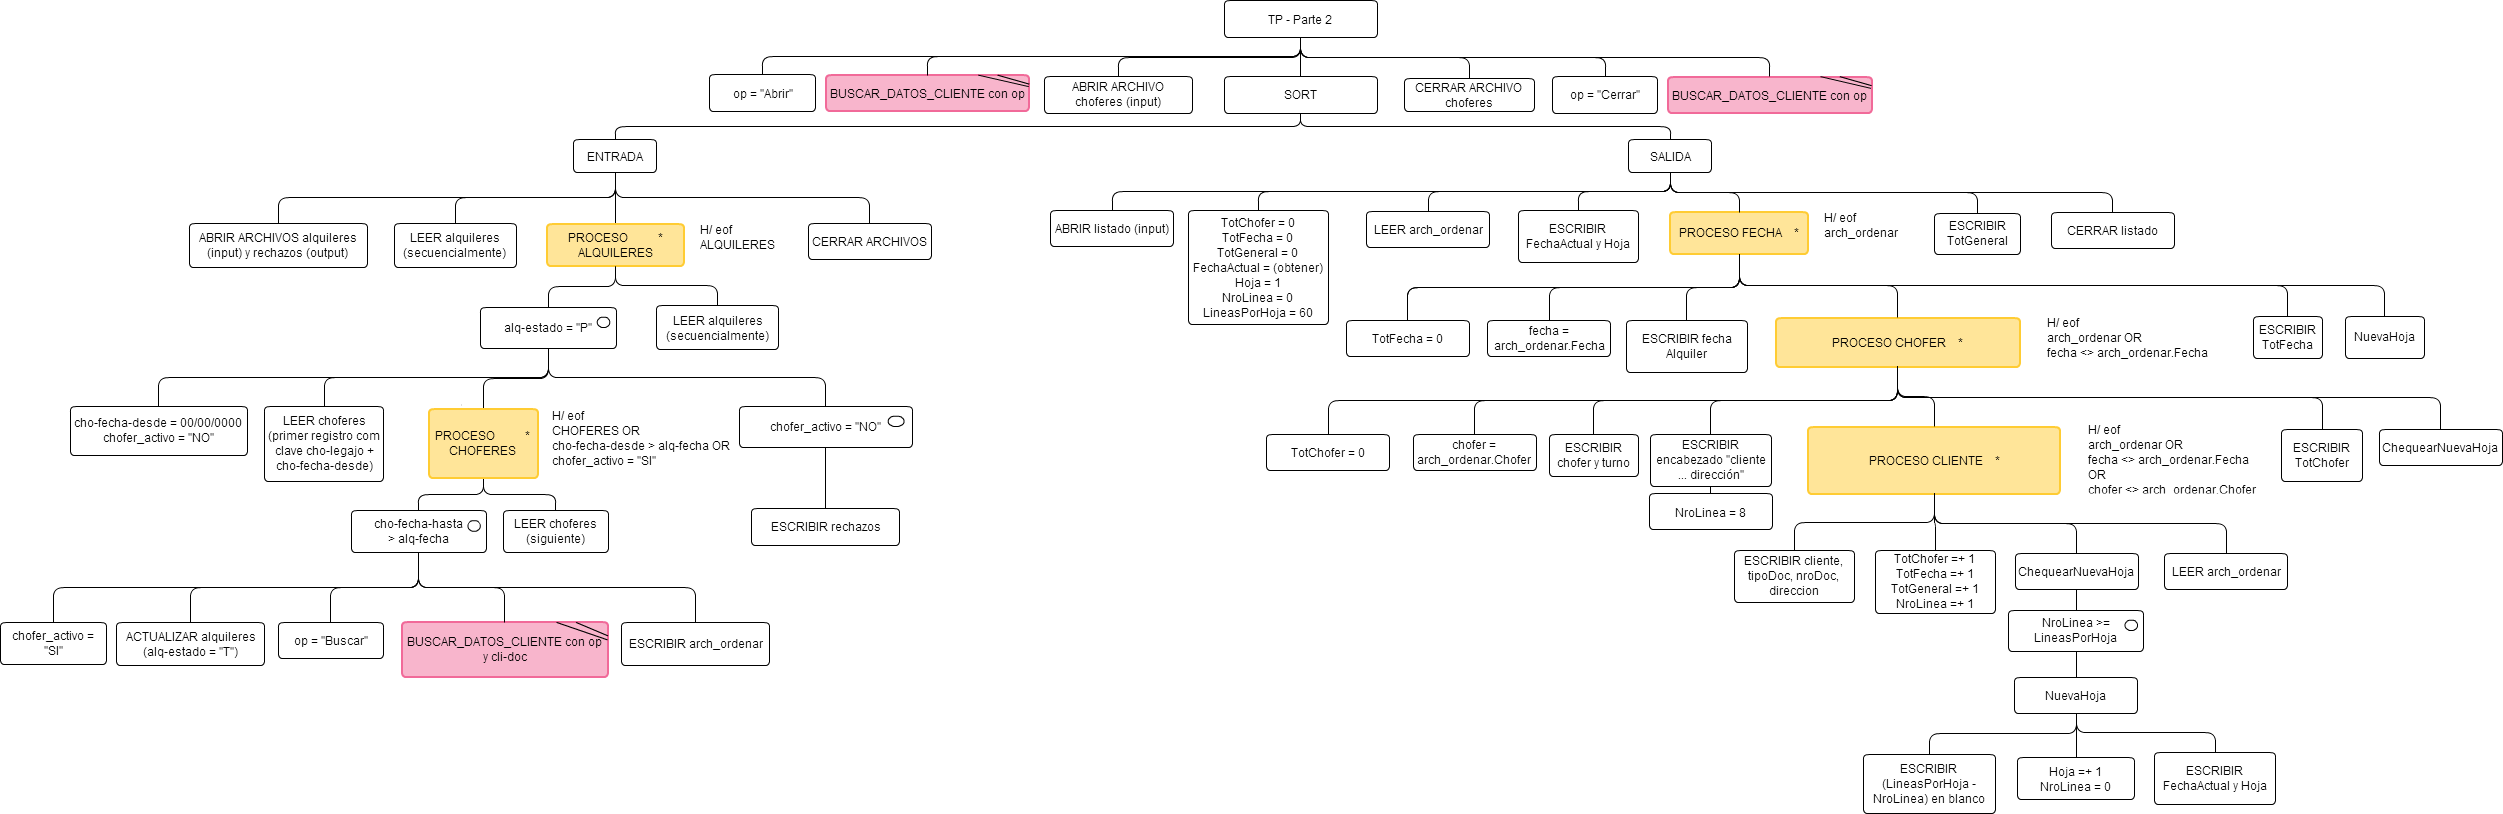 TP - Parte 2
op = "Abrir"
BUSCAR_DATOS_CLIENTE con op
ABRIR ARCHIVO
choferes (input)
SORT
CERRAR ARCHIVO
choferes
op = "Cerrar"
BUSCAR_DATOS_CLIENTE con op
ENTRADA
SALIDA
ABRIR ARCHIVOS alquileres
(input) y rechazos (output)
LEER alquileres
(secuencialmente)
PROCESO *
ALQUILERES
H/ eof
ALQUILERES
CERRAR ARCHIVOS
ABRIR listado (input)
TotChofer = 0
TotFecha = 0
TotGeneral = 0
FechaActual = (obtener)
Hoja = 1
NroLinea = 0
LineasPorHoja = 60
LEER arch_ordenar
ESCRIBIR
FechaActual y Hoja
PROCESO FECHA *
H/ eof
arch_ordenar
ESCRIBIR
TotGeneral
CERRAR listado
alq-estado = "P"
LEER alquileres
(secuencialmente)
TotFecha = 0
fecha =
arch_ordenar.Fecha
ESCRIBIR fecha
Alquiler
PROCESO CHOFER *
H/ eof
arch_ordenar OR
fecha <> arch_ordenar.Fecha
ESCRIBIR
TotFecha
NuevaHoja
cho-fecha-desde = 00/00/0000
chofer_activo = "NO"
LEER choferes
(primer registro com
clave cho-legajo +
cho-fecha-desde)
PROCESO *
CHOFERES
H/ eof
CHOFERES OR
cho-fecha-desde > alq-fecha OR
chofer_activo = "SI"
chofer_activo = "NO"
TotChofer = 0
chofer =
arch_ordenar.Chofer
ESCRIBIR
chofer y turno
ESCRIBIR
encabezado "cliente
... dirección"
NroLinea = 8
PROCESO CLIENTE *
H/ eof
arch_ordenar OR
fecha <> arch_ordenar.Fecha
OR
chofer <> arch_ordenar.Chofer
ESCRIBIR
TotChofer
ChequearNuevaHoja
cho-fecha-hasta
> alq-fecha
LEER choferes
(siguiente)
ESCRIBIR rechazos
ESCRIBIR cliente,
tipoDoc, nroDoc,
direccion
TotChofer =+ 1
TotFecha =+ 1
TotGeneral =+ 1
NroLinea =+ 1
ChequearNuevaHoja
LEER arch_ordenar
chofer_activo =
"SI"
ACTUALIZAR alquileres
(alq-estado = "T")
op = "Buscar"
BUSCAR_DATOS_CLIENTE con op
y cli-doc
ESCRIBIR arch_ordenar
NroLinea >=
LineasPorHoja
NuevaHoja
ESCRIBIR
(LineasPorHoja -
NroLinea) en blanco
Hoja =+ 1
NroLinea = 0
ESCRIBIR
FechaActual y Hoja